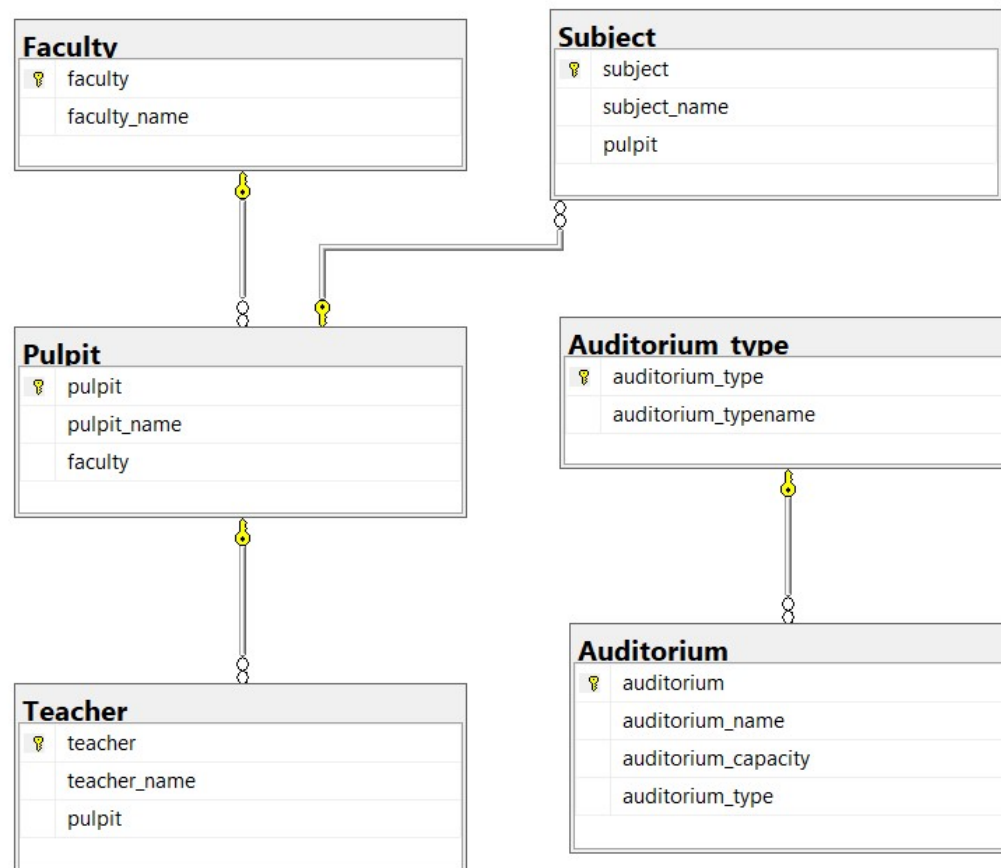 Faculty
faculty
faculty_name
Subject
subject
subject_name
pulpit
Pulpit
pulpit
pulpit_name
faculty
Auditorium_type
auditorium_type
auditorium_typename
Teacher
teacher
teacher_name
pulpit
Auditorium
auditorium
auditorium_name
auditorium_capacity
auditorium_type